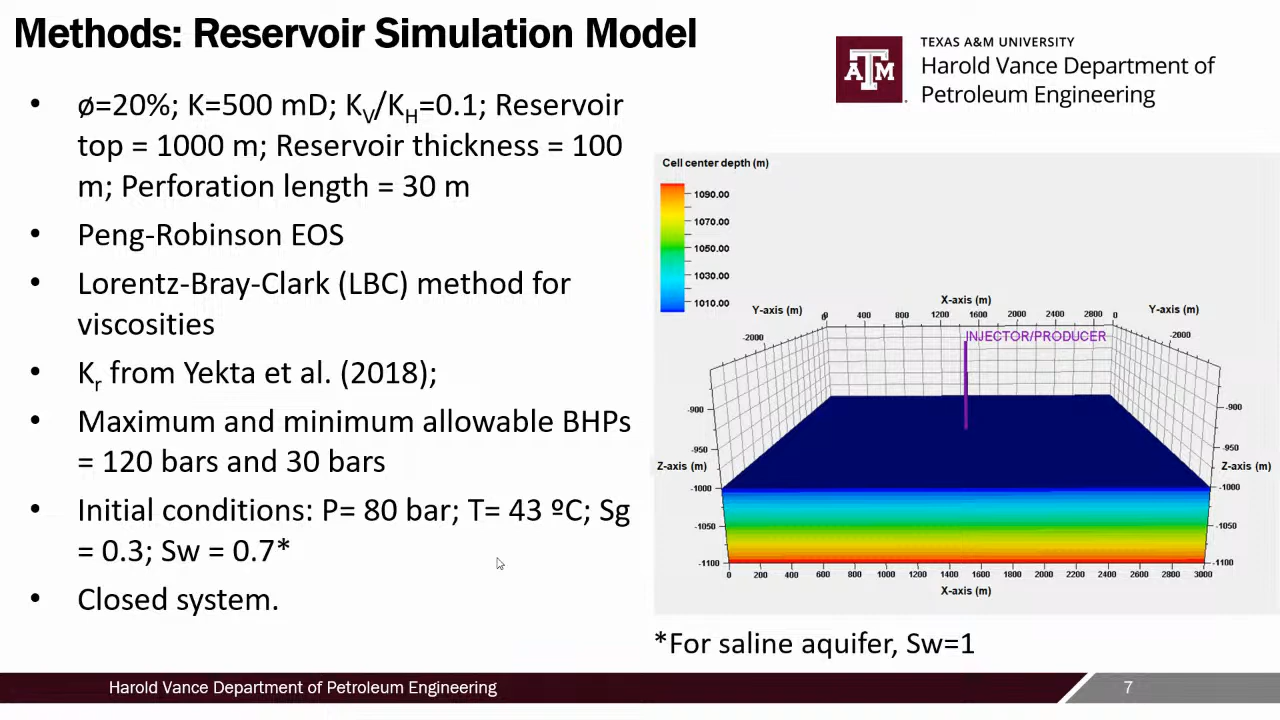 Methods: Reservoir Simulation Model
TEXAS A&M UNIVERSITY
Harold Vance Department of
Petroleum Engineering
ATM
• ø=20%; K=500 mD; KV/KH=0.1; Reservoir
top = 1000 m; Reservoir thickness = 100
m; Perforation length = 30 m
• Peng-Robinson EOS
• Lorentz-Bray-Clark (LBC) method for
viscosities
• Kr from Yekta et al. (2018);
• Maximum and minimum allowable BHPs
= 120 bars and 30 bars
• Initial conditions: P= 80 bar; T= 43 ºC; Sg
= 0.3; Sw = 0.7*
• Closed system.
Cell center depth (m)
1090.00
1070.00
1050.00
1030.00
1010.00
X-axis (m)
Y-axis (m)
Y-axis (m)
0 400 800 1200 1600 2000 2400 2800 0
-2000
-2000
INJECTOR/PRODUCER
-900
-900
-950
-950
Z-axis (m)
Z-axis (m)
-1000
-1000
-1050
-1050
-1100
-1100
0 200 400 600 800 1000 1200 1400 1600 1800 2000 2200 2400 2600 2800 3000
X-axis (m)
*For saline aquifer, Sw=1
Harold Vance Department of Petroleum Engineering
7